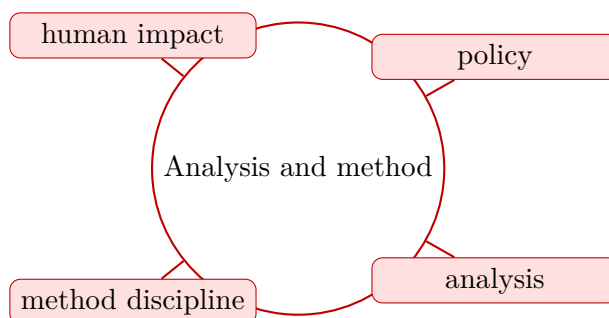 human impact
policy
Analysis and method
analysis
method discipline